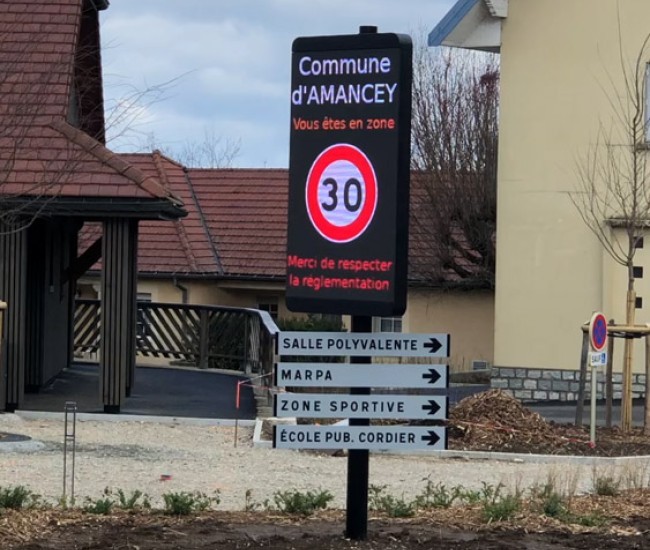 Commune
d'AMANCEY
Vous êtes en zone
30
Merci de respecter
la réglementation
SALLE POLYVALENTE
MARPA
ZONE SPORTIVE
ÉCOLE PUB. CORDIER